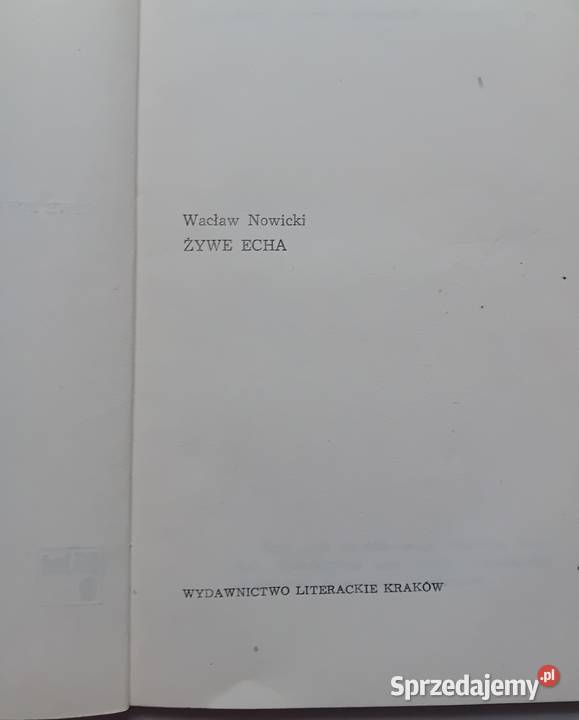 Wacław Nowicki
ŻYWE ECHA
WYDAWNICTWO LITERACKIE KRAKÓW
Sprzedajemy.pl